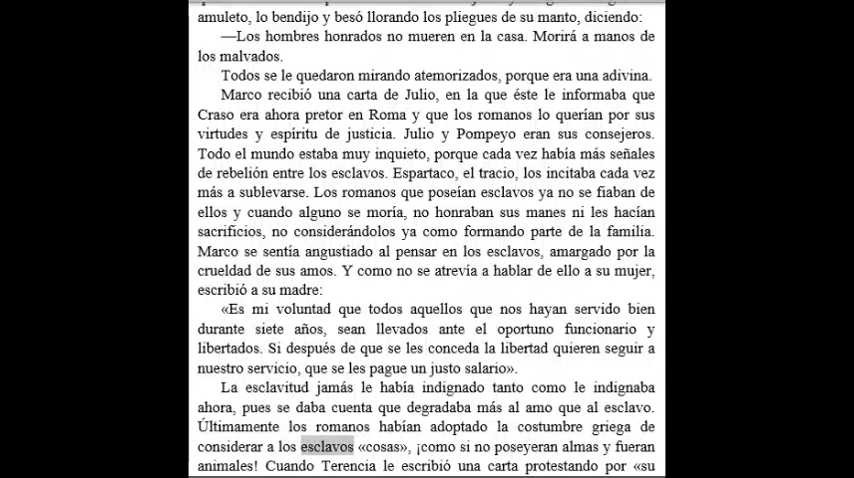 amuleto, lo bendijo y besó llorando los pliegues de su manto, diciendo:
—Los hombres honrados no mueren en la casa. Morirá a manos de
los malvados.
Todos se le quedaron mirando atemorizados, porque era una adivina.
Marco recibió una carta de Julio, en la que éste le informaba que
Craso era ahora pretor en Roma y que los romanos lo querían por sus
virtudes y espíritu de justicia. Julio y Pompeyo eran sus consejeros.
Todo el mundo estaba muy inquieto, porque cada vez había más señales
de rebelión entre los esclavos. Espartaco, el tracio, los incitaba cada vez
más a sublevarse. Los romanos que poseían esclavos ya no se fiaban de
ellos y cuando alguno se moría, no honraban sus manes ni les hacían
sacrificios, no considerándolos ya como formando parte de la familia.
Marco se sentía angustiado al pensar en los esclavos, amargado por la
crueldad de sus amos. Y como no se atrevía a hablar de ello a su mujer,
escribió a su madre:
«Es mi voluntad que todos aquellos que nos hayan servido bien
durante siete años, sean llevados ante el oportuno funcionario y
libertados. Si después de que se les conceda la libertad quieren seguir a
nuestro servicio, que se les pague un justo salario».
La esclavitud jamás le había indignado tanto como le indignaba
ahora, pues se daba cuenta que degradaba más al amo que al esclavo.
Últimamente los romanos habían adoptado la costumbre griega de
considerar a los esclavos «cosas», ¡como si no poseyeran almas y fueran
animales! Cuando Terencia le escribió una carta protestando por «su